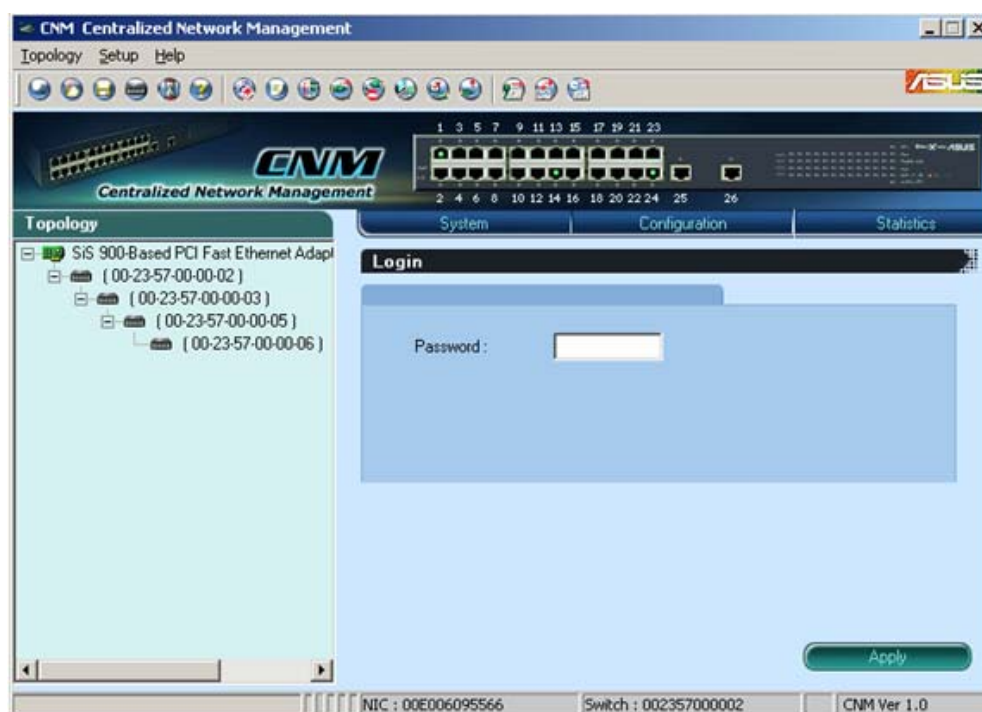 CNM Centralized Network Management
Topology Setup Help
ASUS
CNM
Centralized Network Management
1 3 5 7 9 11 13 15 17 19 21 23
2 4 6 8 10 12 14 16 18 20 22 24 25 26
ASUS
Topology
System Configuration Statistics
SiS 900-Based PCI Fast Ethernet Adapt
( 00-23-57-00-00-02 )
( 00-23-57-00-00-03 )
( 00-23-57-00-00-05 )
( 00-23-57-00-00-06 )
Login
Password :
Apply
NIC : 00E006095566 Switch : 002357000002 CNM Ver 1.0